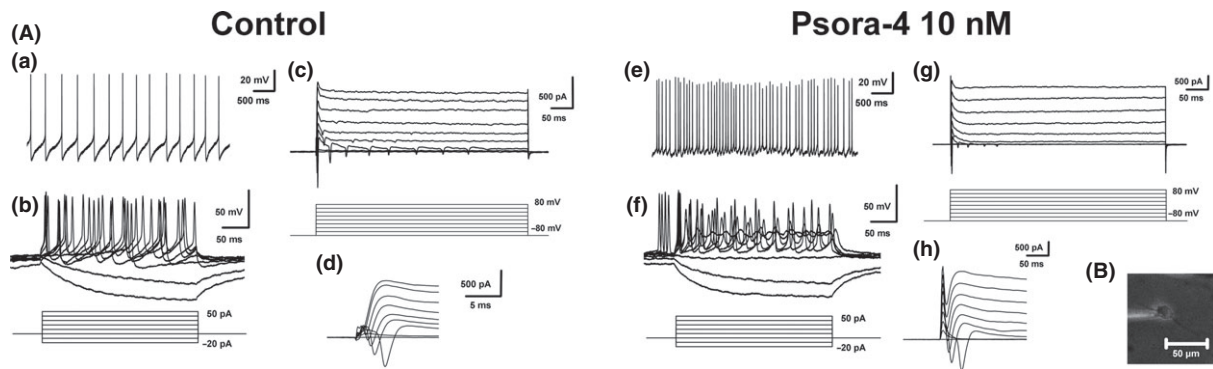 Control
Psora-4 10 nM
(A)
(a)
20 mV
500 ms
(c)
500 pA
50 ms
(e)
20 mV
500 ms
(g)
500 pA
50 ms
(b)
50 mV
50 ms
80 mV
–80 mV
(d)
500 pA
5 ms
50 pA
–20 pA
(f)
50 mV
50 ms
80 mV
–80 mV
(h)
500 pA
50 ms
50 pA
–20 pA
(B)
50 µm